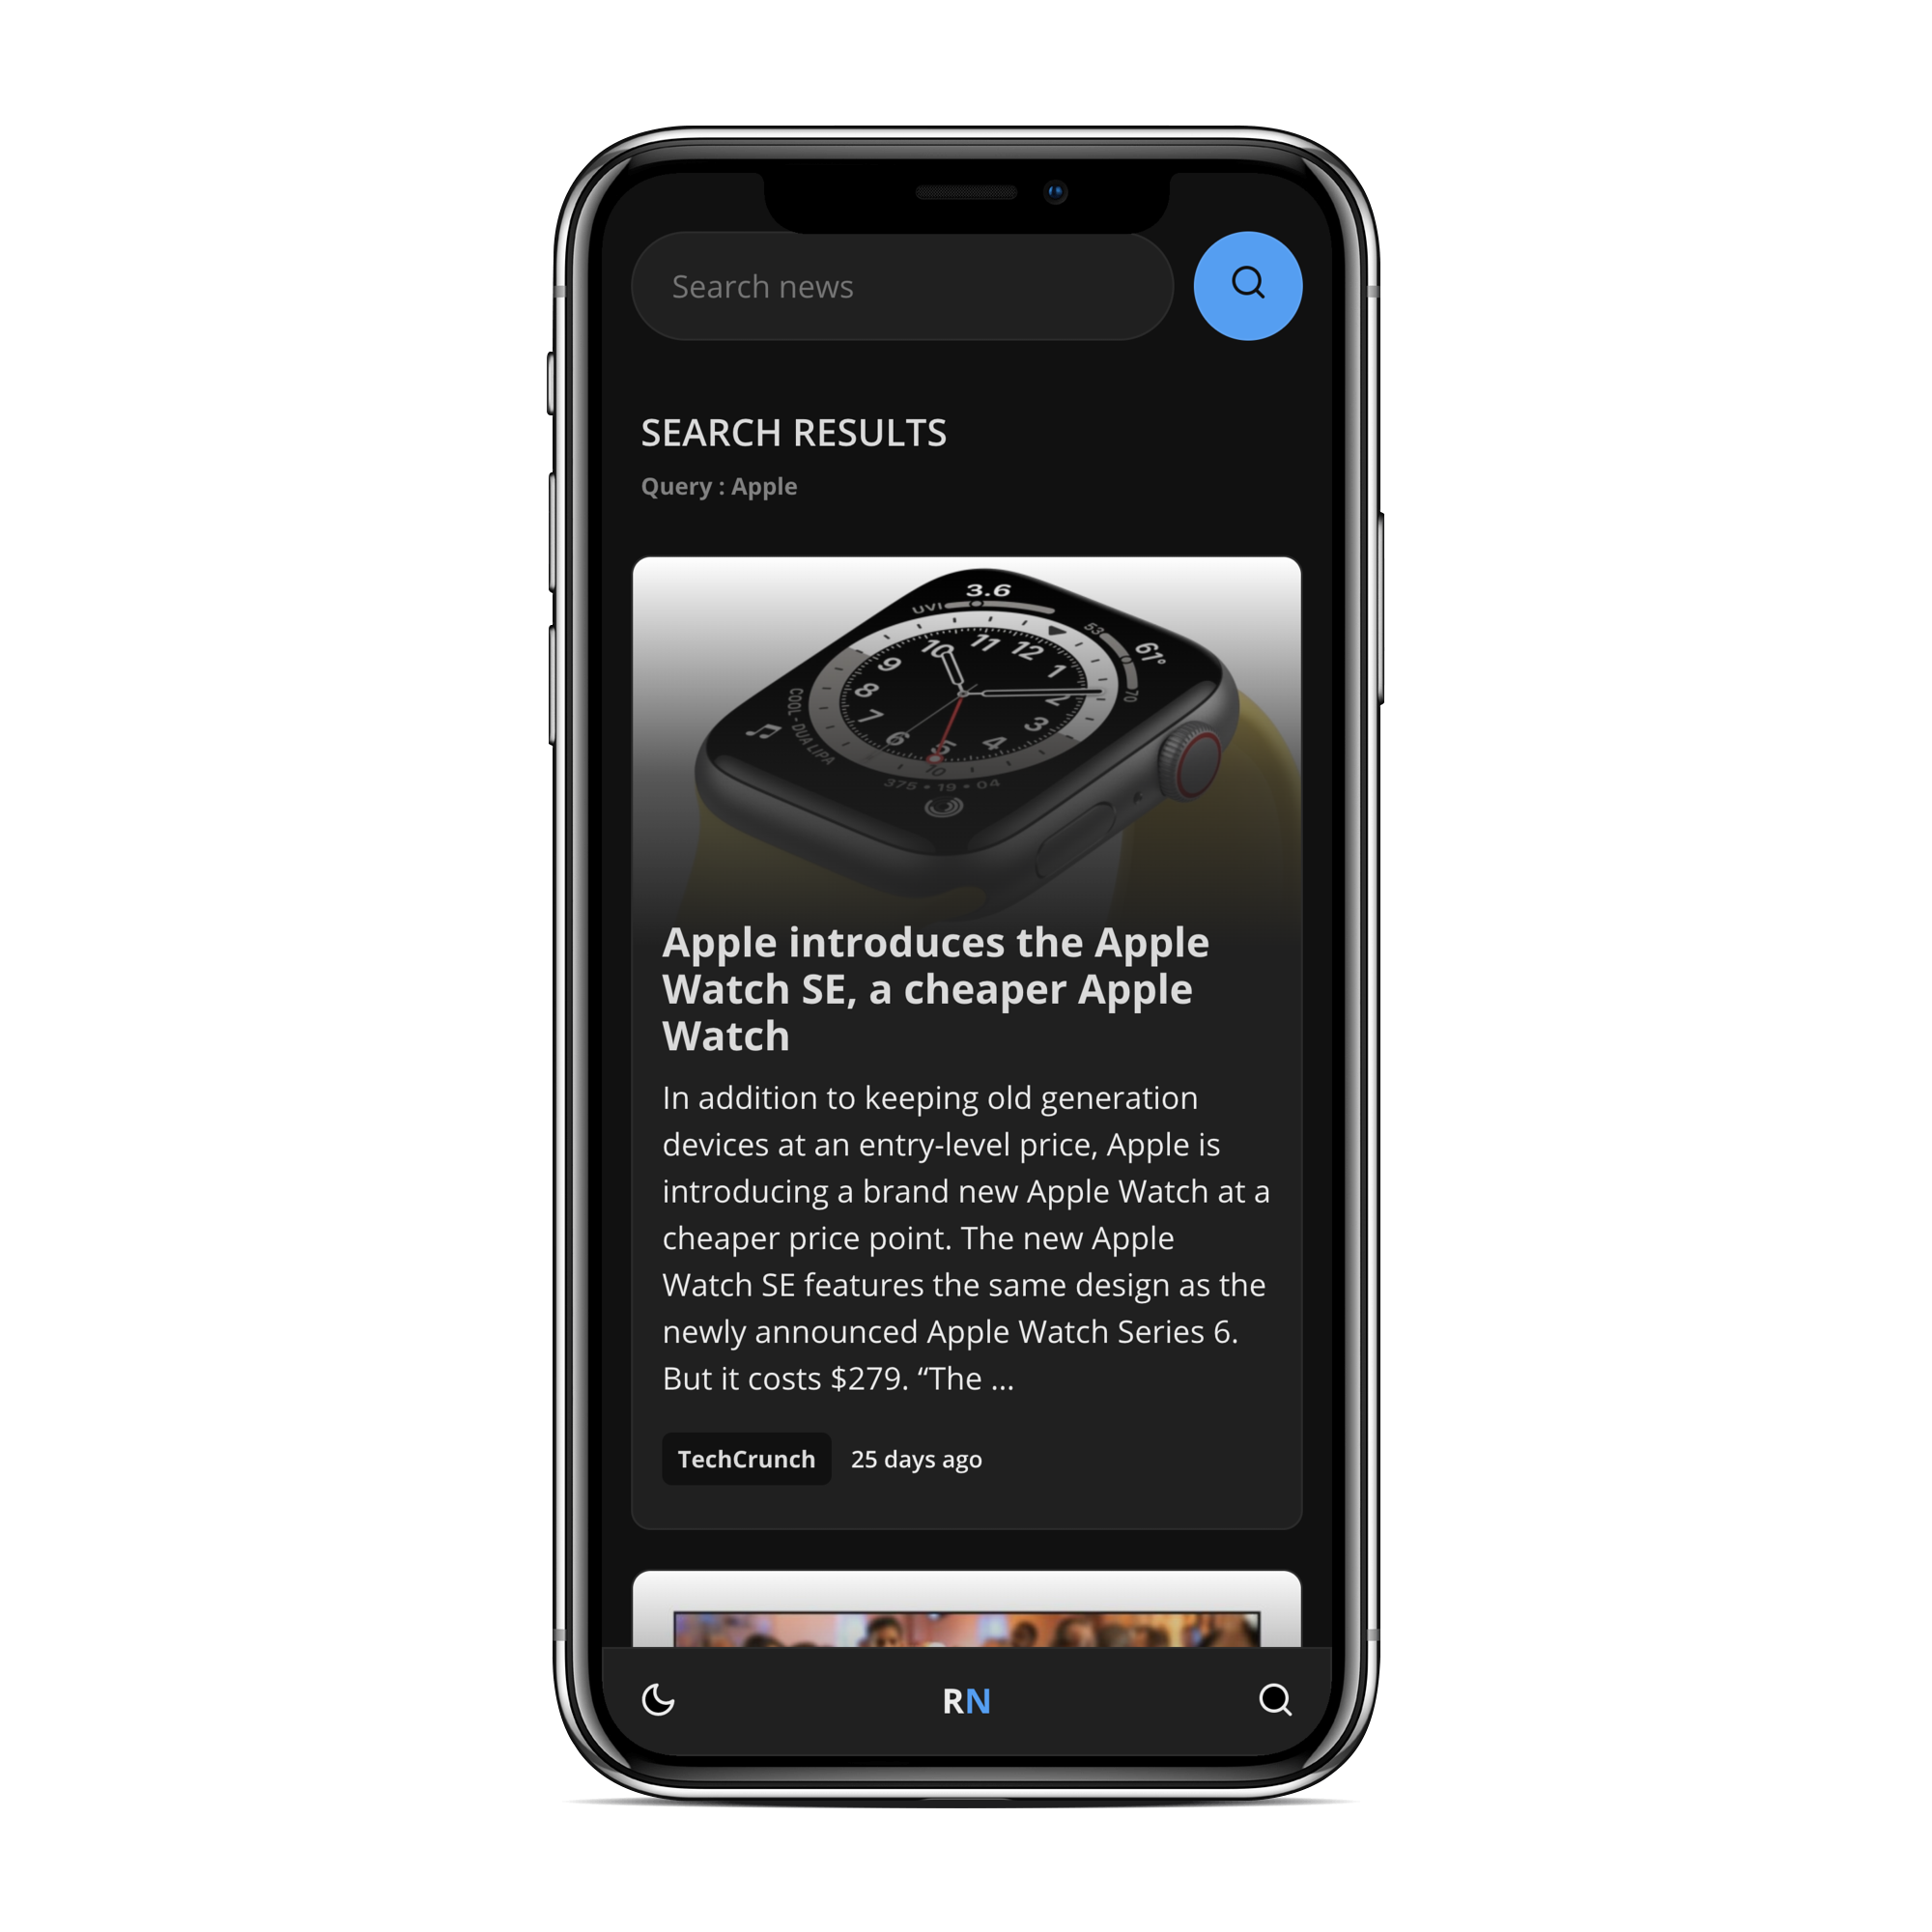 Search news
SEARCH RESULTS
Query : Apple
3.6
UVI
53
61°
70
10
11
12
1
2
3
4
5
6
7
8
9
10
COOL - DUA LIPA
375 • 19 • 04
Apple introduces the Apple
Watch SE, a cheaper Apple
Watch
In addition to keeping old generation
devices at an entry-level price, Apple is
introducing a brand new Apple Watch at a
cheaper price point. The new Apple
Watch SE features the same design as the
newly announced Apple Watch Series 6.
But it costs $279. “The ...
TechCrunch 25 days ago
RN